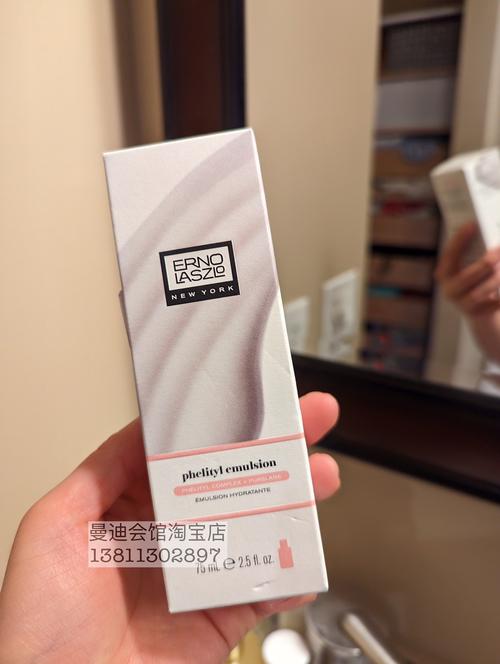 ERNO
LASZLO
NEW YORK
phelityl emulsion
PHELITYL COMPLEX + PURSLANE
EMULSION HYDRATANTE
曼迪会馆淘宝店
13811302897
75 mL ℮ 2.5 fl. oz.